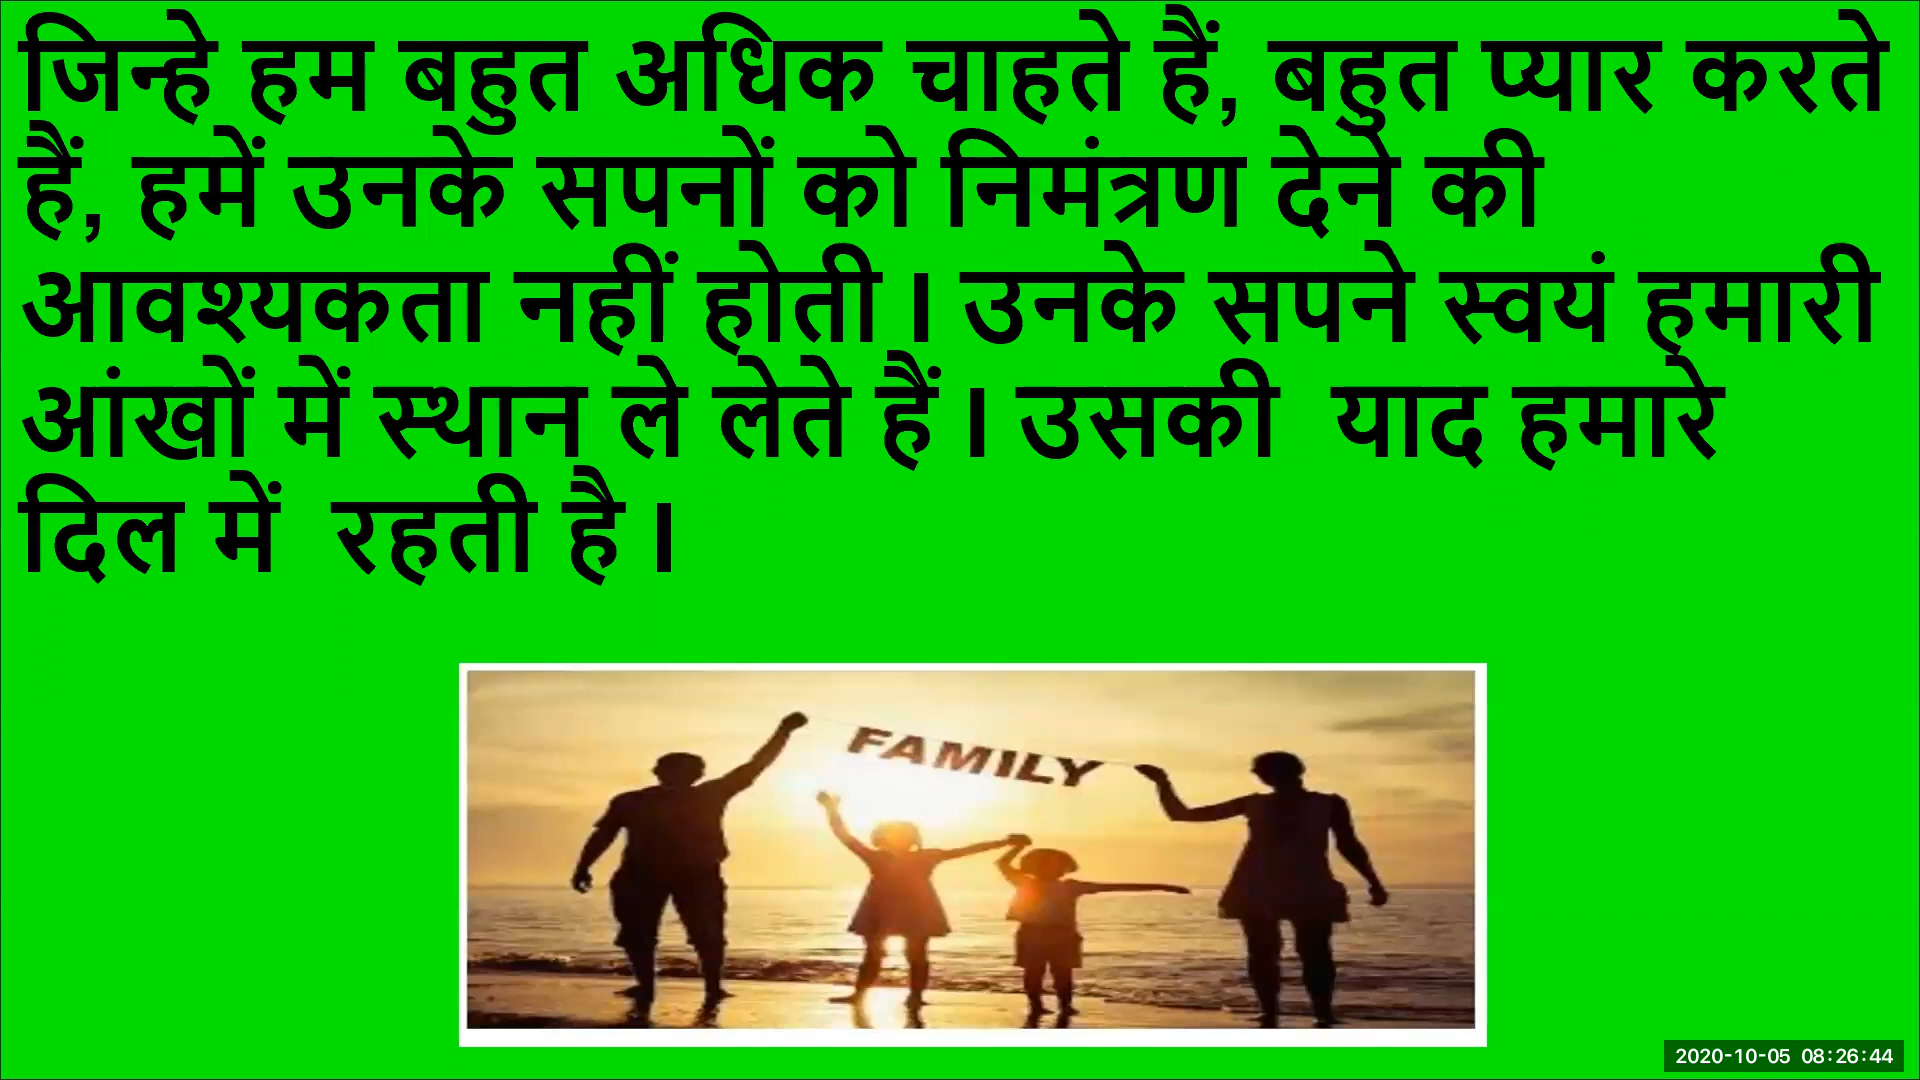 जिन्हे हम बहुत अधिक चाहते हैं, बहुत प्यार करते
हैं, हमें उनके सपनों को निमंत्रण देने की
आवश्यकता नहीं होती । उनके सपने स्वयं हमारी
आंखों में स्थान ले लेते हैं । उसकी  याद हमारे
दिल में  रहती है ।
FAMILY
2020-10-05 08:26:44